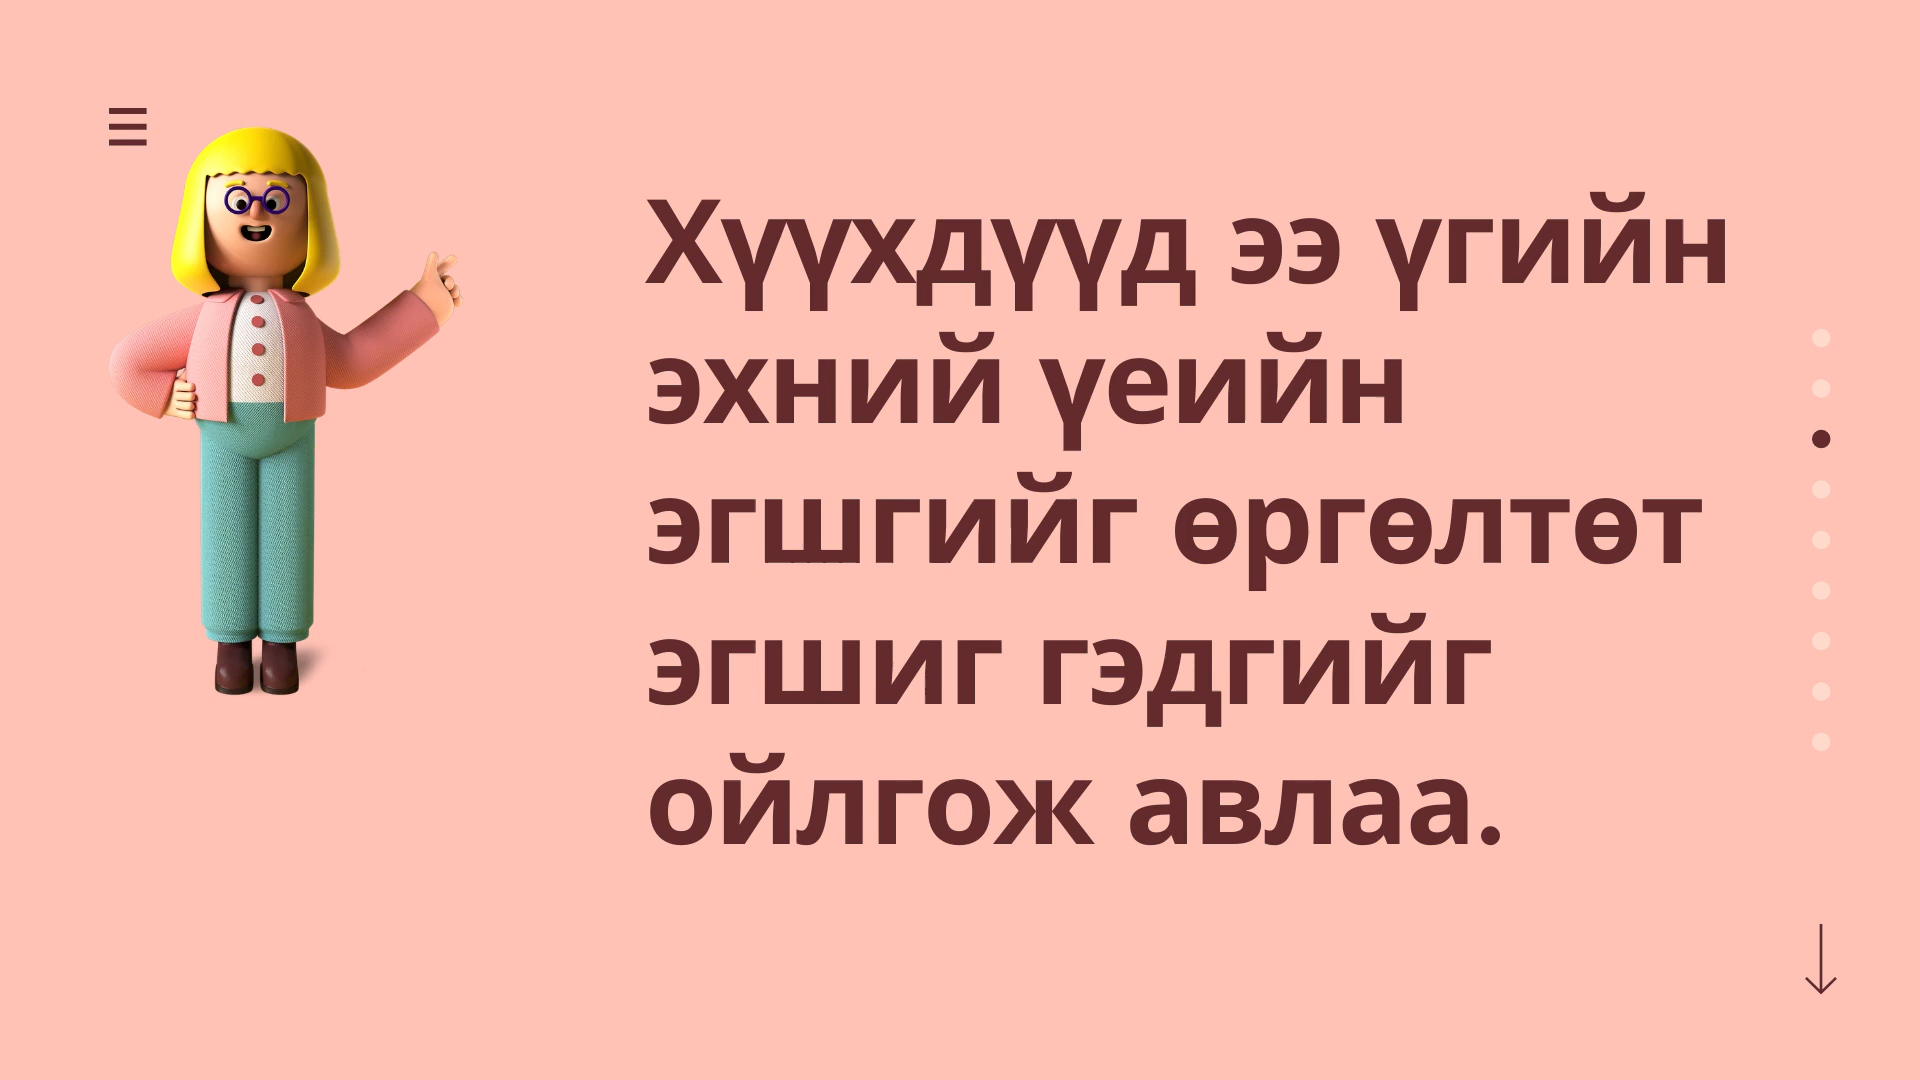 Хүүхдүүд ээ үгийн
эхний үеийн
эгшгийг өргөлтөт
эгшиг гэдгийг
ойлгож авлаа.